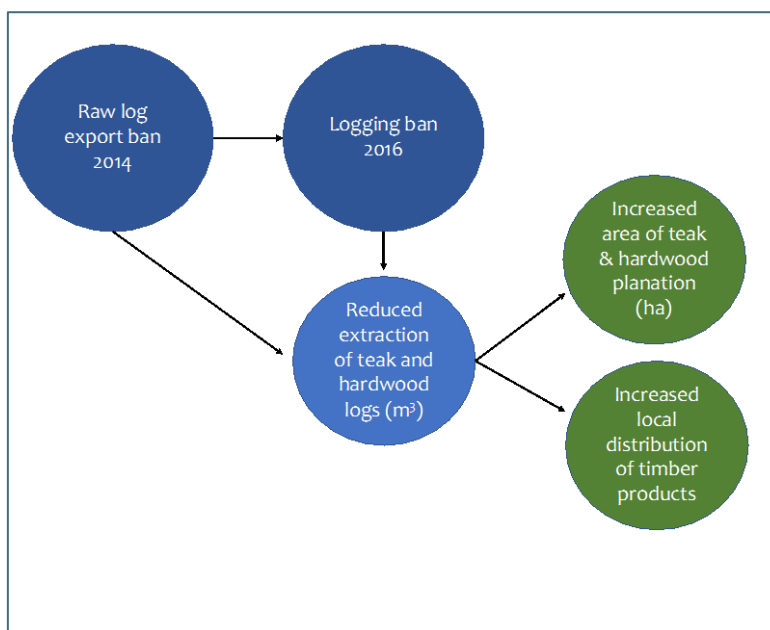 Raw log
export ban
2014
Logging ban
2016
Reduced
extraction
of teak and
hardwood
logs (m³)
Increased
area of teak
& hardwood
planation
(ha)
Increased
local
distribution
of timber
products